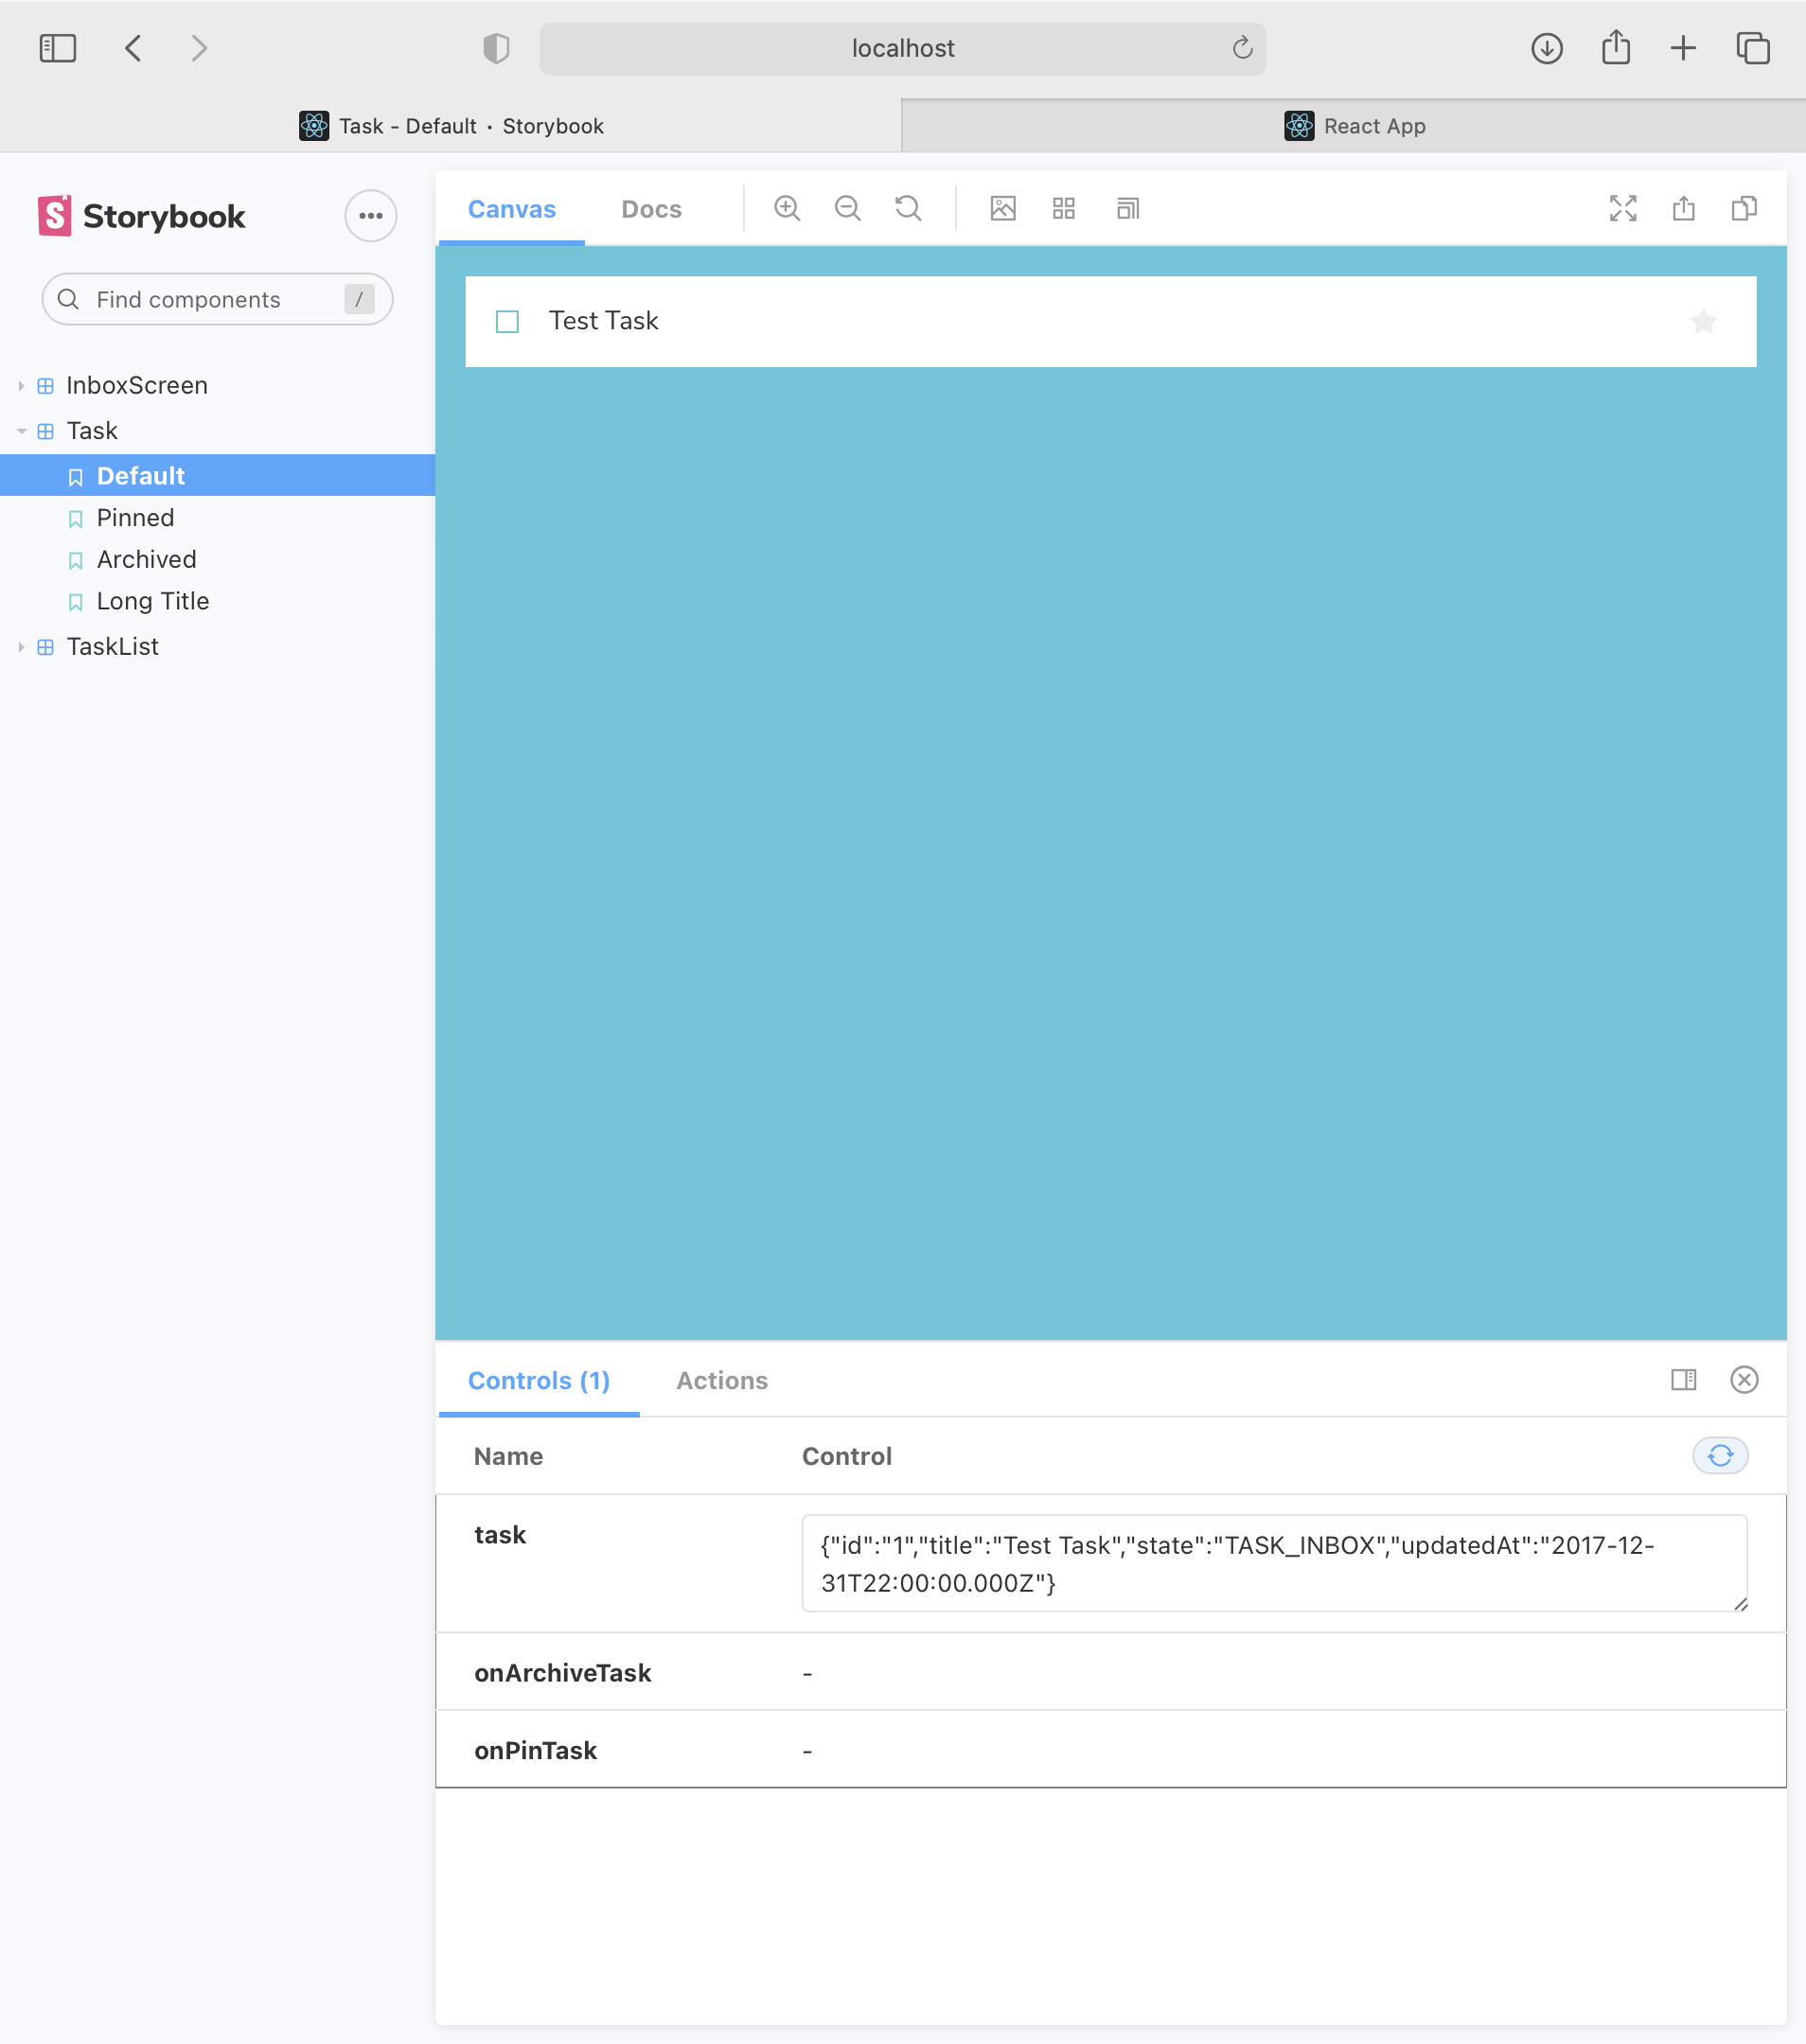 localhost
Task - Default • Storybook
React App
Storybook
Find components
/
InboxScreen
Task
Default
Pinned
Archived
Long Title
TaskList
Canvas
Docs
Test Task
Controls (1)
Actions
Name
Control
task
{"id":"1","title":"Test Task","state":"TASK_INBOX","updatedAt":"2017-12-
31T22:00:00.000Z"}
onArchiveTask
-
onPinTask
-